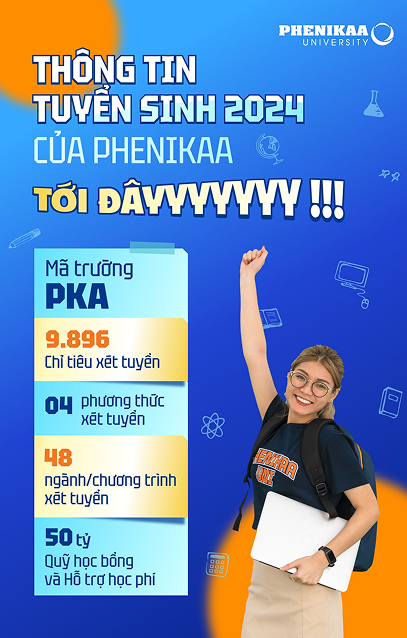 PHENIKAA
UNIVERSITY
THÔNG TIN
TUYỂN SINH 2024
CỦA PHENIKAA
TỚI ĐÂYYYYYYYY !!!
Mã trường
PKA
9.896
Chỉ tiêu xét tuyển
04 phương thức
xét tuyển
48
ngành/chương trình
xét tuyển
50 tỷ
Quỹ học bổng
và Hỗ trợ học phí
PHENIKAA